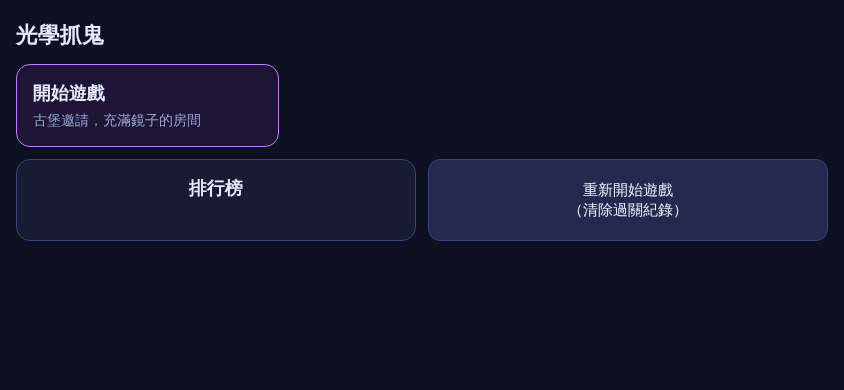 光學抓鬼
開始遊戲
古堡邀請，充滿鏡子的房間
排行榜
重新開始遊戲
（清除過關紀錄）